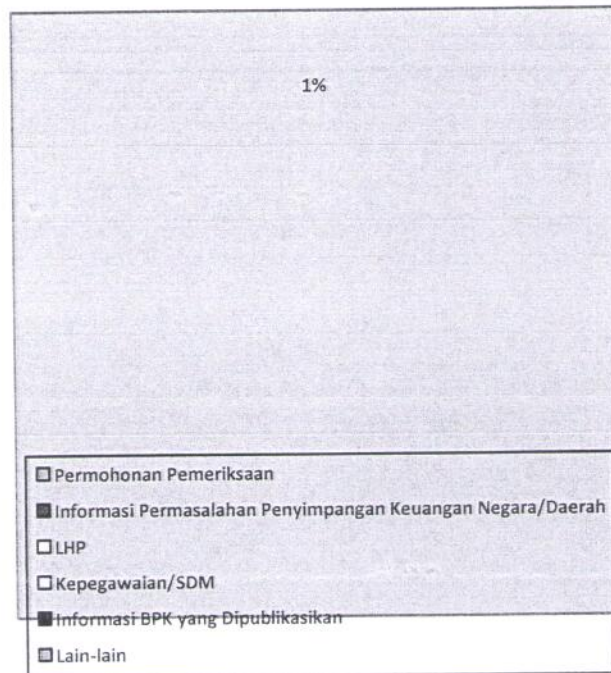 1%
Permohonan Pemeriksaan
Informasi Permasalahan Penyimpangan Keuangan Negara/Daerah
LHP
Kepegawaian/SDM
Informasi BPK yang Dipublikasikan
Lain-lain